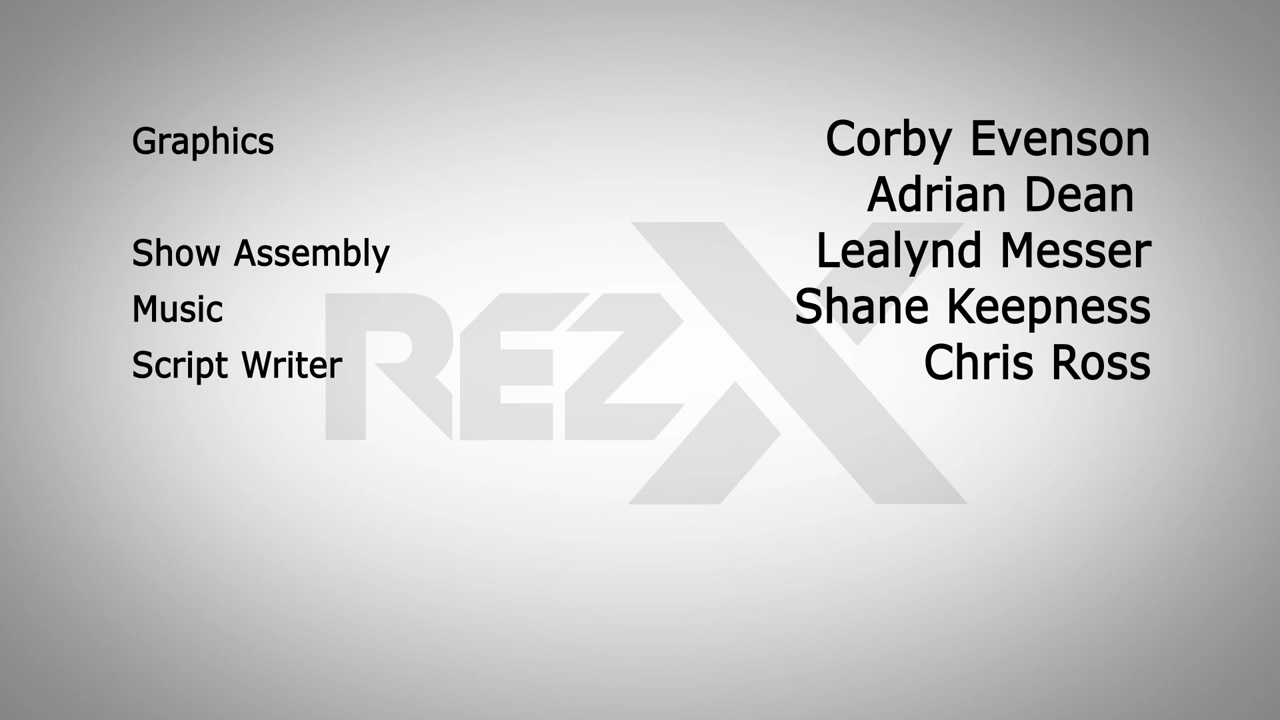 Graphics Corby Evenson
Adrian Dean
Show Assembly Lealynd Messer
Music Shane Keepness
Script Writer Chris Ross
REZX